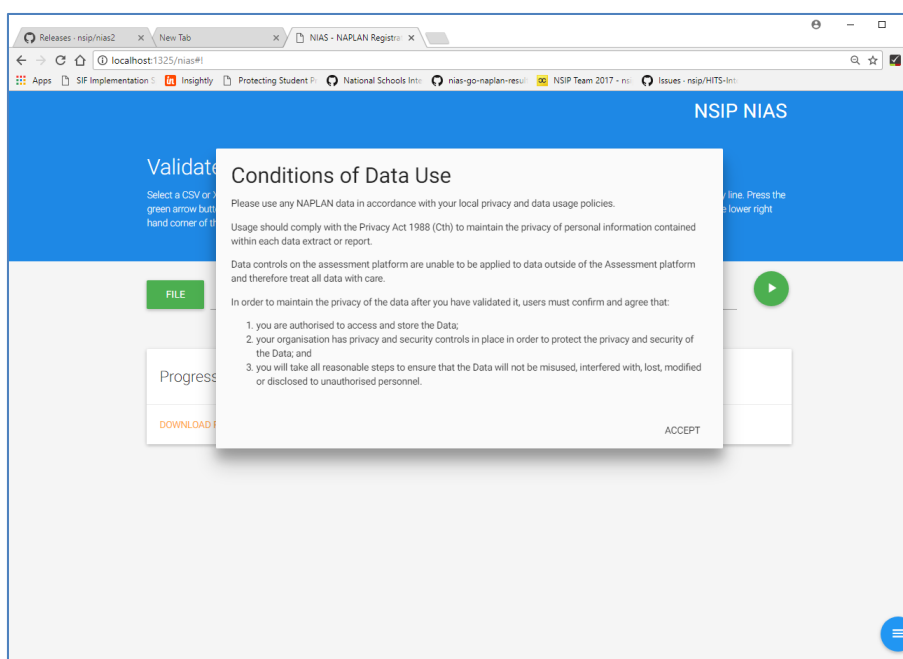 Releases · nsip/nias2
New Tab
NIAS - NAPLAN Registra
localhost:1325/nias#!
Apps
SIF Implementation S
Insightly
Protecting Student Pr
National Schools Inte
nias-go-naplan-resul
NSIP Team 2017 - nsi
Issues · nsip/HITS-Int
NSIP NIAS
Validate
Select a CSV or X
y line. Press the
green arrow butt
e lower right
hand corner of th
FILE
Progress
DOWNLOAD R
Conditions of Data Use
Please use any NAPLAN data in accordance with your local privacy and data usage policies.
Usage should comply with the Privacy Act 1988 (Cth) to maintain the privacy of personal information contained
within each data extract or report.
Data controls on the assessment platform are unable to be applied to data outside of the Assessment platform
and therefore treat all data with care.
In order to maintain the privacy of the data after you have validated it, users must confirm and agree that:
1. you are authorised to access and store the Data;
2. your organisation has privacy and security controls in place in order to protect the privacy and security of
the Data; and
3. you will take all reasonable steps to ensure that the Data will not be misused, interfered with, lost, modified
or disclosed to unauthorised personnel.
ACCEPT